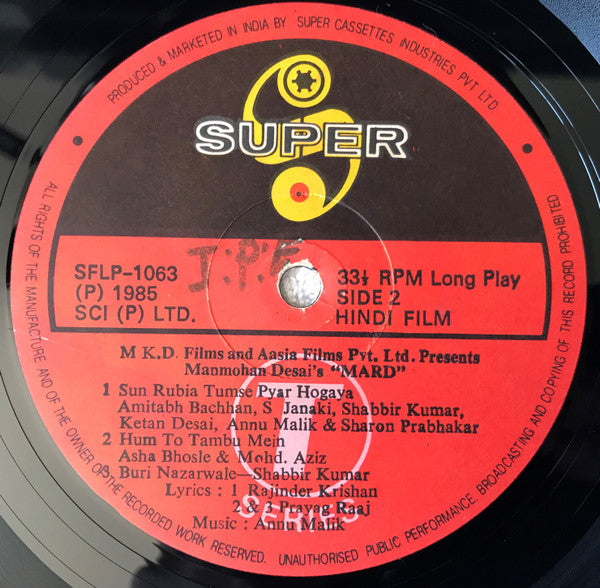 PRODUCED & MARKETED IN INDIA BY SUPER CASSETTES INDUSTRIES PVT LTD.
SUPER
SFLP-1063
(P) 1985
SCI (P) LTD.
I.P.F
33⅓ RPM Long Play
SIDE 2
HINDI FILM
M K.D. Films and Aasia Films Pvt. Ltd. Presents
Manmohan Desai's "MARD"
1 Sun Rubia Tumse Pyar Hogaya
Amitabh Bachhan, S Janaki, Shabbir Kumar,
Ketan Desai, Annu Malik & Sharon Prabhakar
2 Hum To Tambu Mein
Asha Bhosle & Mohd. Aziz
3. Buri Nazarwale—Shabbir Kumar
Lyrics : 1 Rajinder Krishan
2 & 3 Prayag Raaj
Music : Annu Malik
T
SERIES
ALL RIGHTS OF THE MANUFACTURE AND OF THE OWNER OF THE RECORDED WORK RESERVED. UNAUTHORISED PUBLIC PERFORMANCE. BROADCASTING AND COPYING OF THIS RECORD PROHIBITED